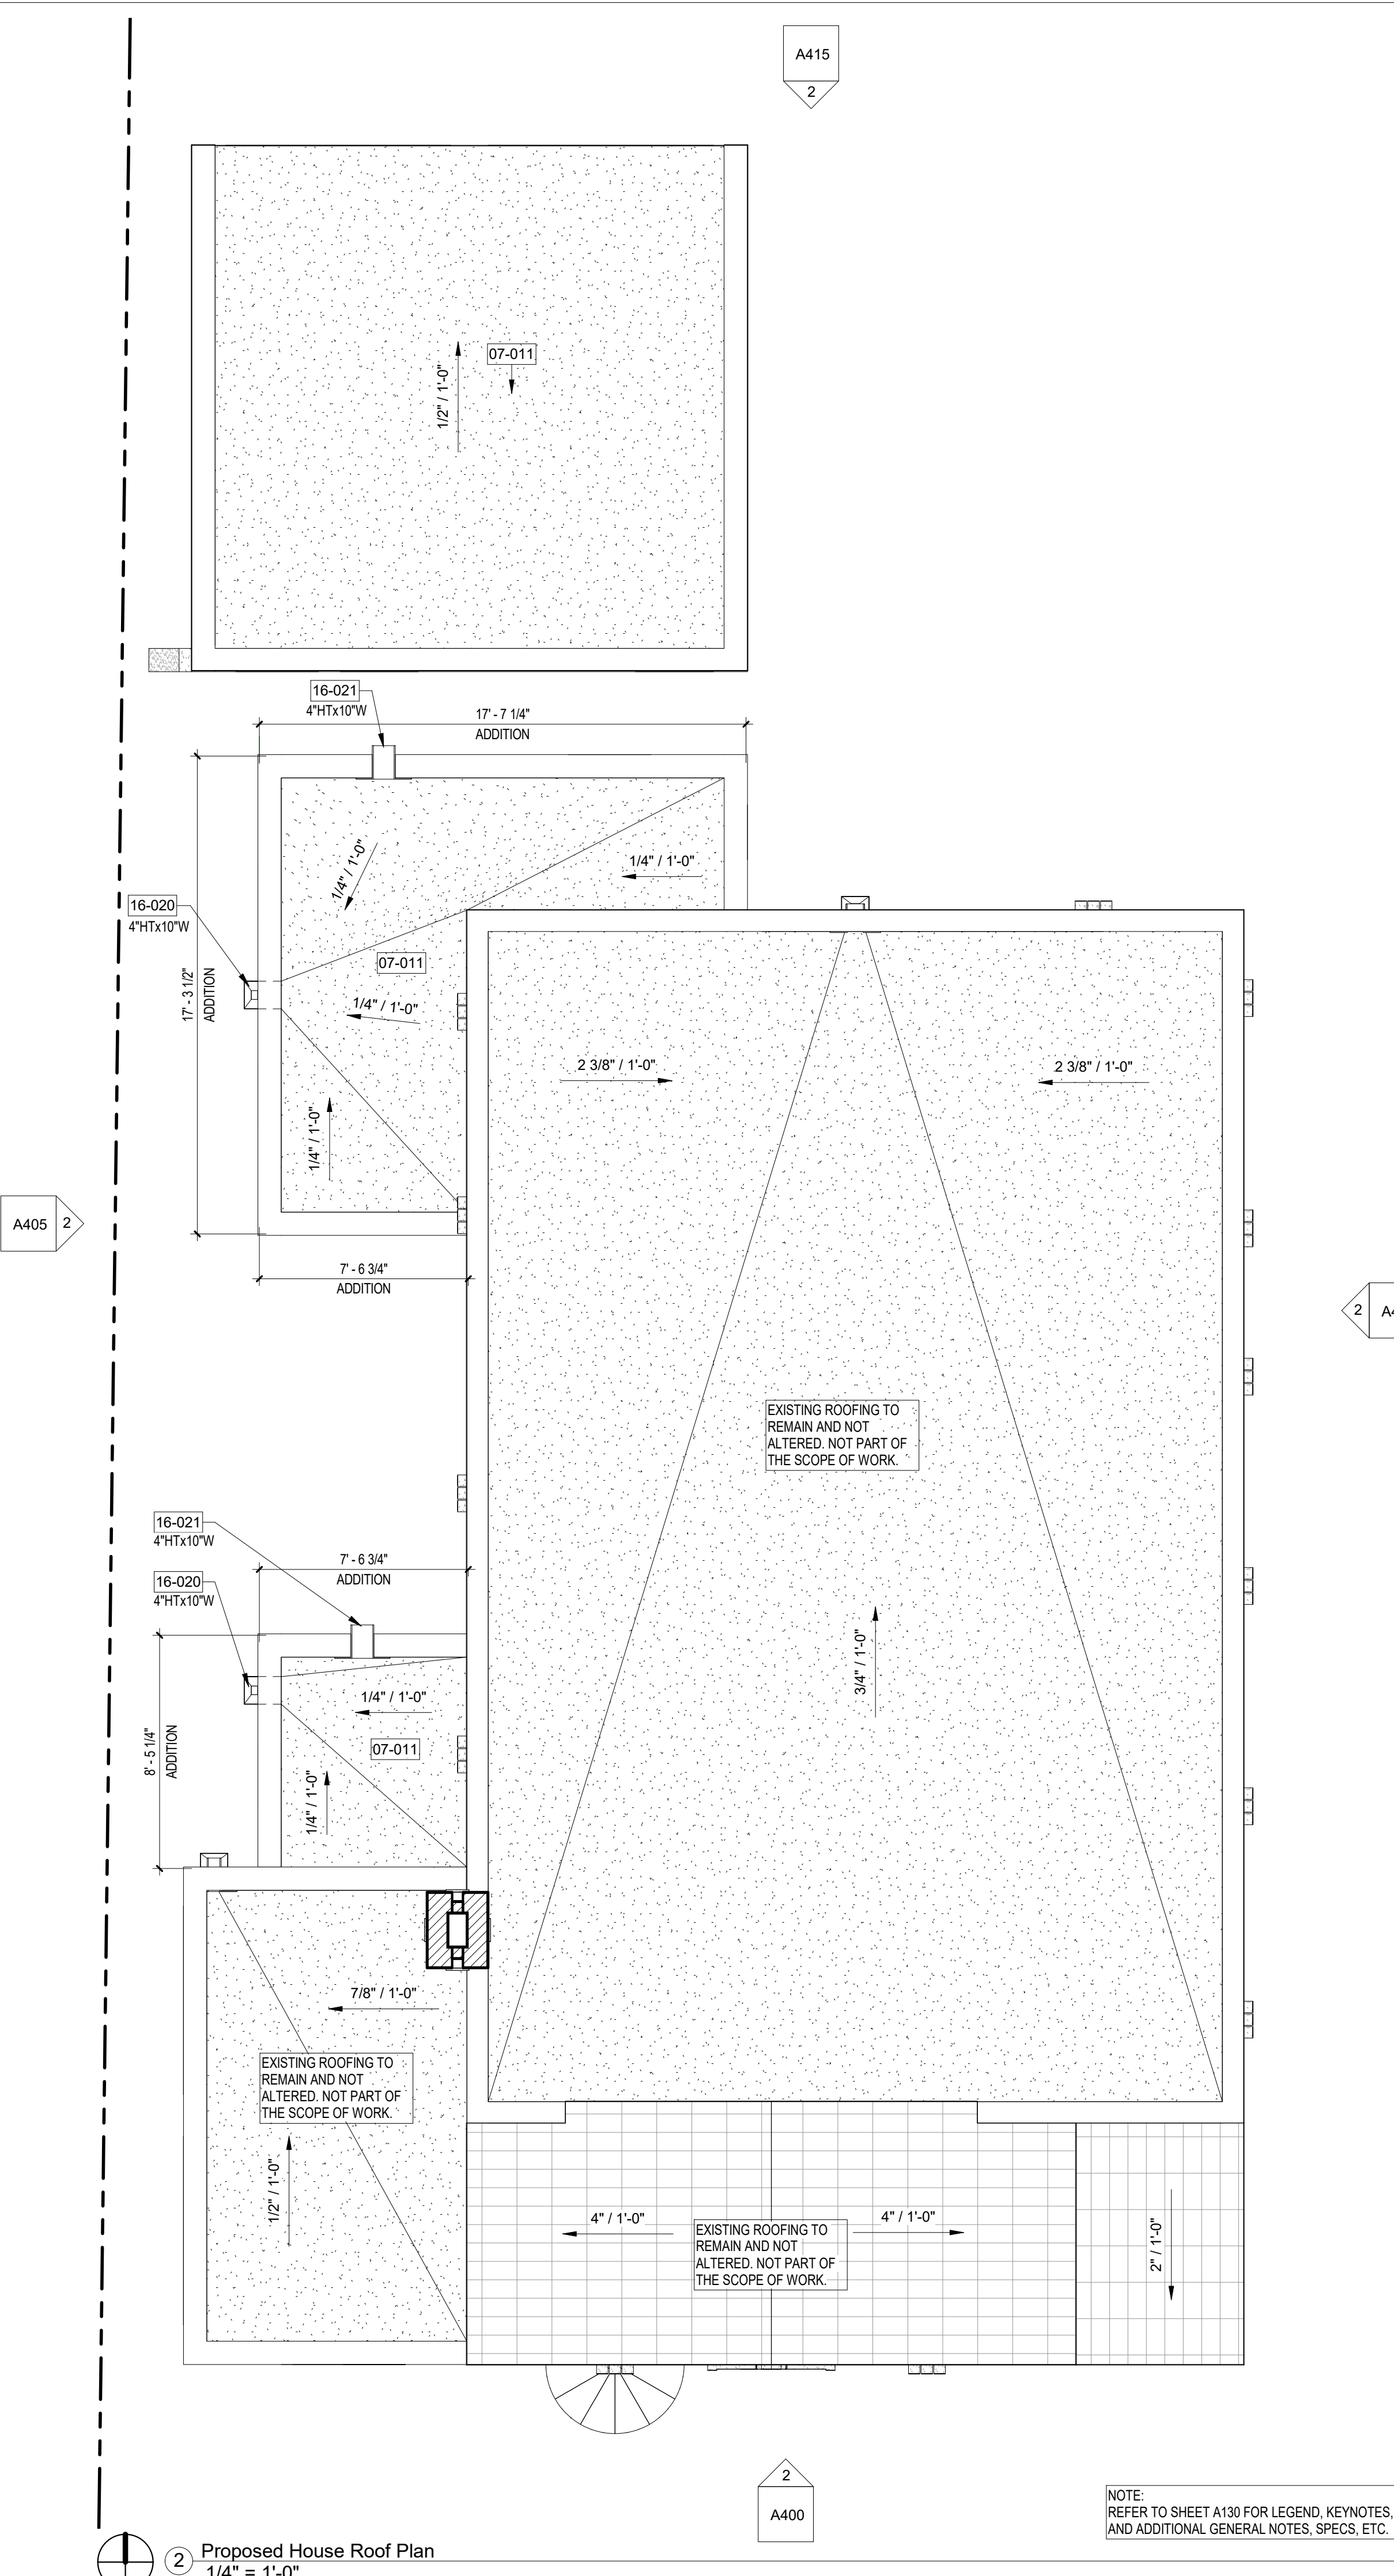 A415
2
07-011
1/2" / 1'-0"
16-021
4"HTx10"W
17' - 7 1/4"
ADDITION
1/4" / 1'-0"
1/4" / 1'-0"
16-020
4"HTx10"W
07-011
17' - 3 1/2"
ADDITION
1/4" / 1'-0"
2 3/8" / 1'-0"
2 3/8" / 1'-0"
1/4" / 1'-0"
A405
2
7' - 6 3/4"
ADDITION
2
EXISTING ROOFING TO
REMAIN AND NOT
ALTERED. NOT PART OF
THE SCOPE OF WORK.
16-021
4"HTx10"W
7' - 6 3/4"
ADDITION
16-020
4"HTx10"W
3/4" / 1'-0"
1/4" / 1'-0"
8' - 5 1/4"
ADDITION
07-011
1/4" / 1'-0"
7/8" / 1'-0"
EXISTING ROOFING TO
REMAIN AND NOT
ALTERED. NOT PART OF
THE SCOPE OF WORK.
1/2" / 1'-0"
4" / 1'-0"
4" / 1'-0"
EXISTING ROOFING TO
REMAIN AND NOT
ALTERED. NOT PART OF
THE SCOPE OF WORK.
2" / 1'-0"
2
A400
NOTE:
REFER TO SHEET A130 FOR LEGEND, KEYNOTES,
AND ADDITIONAL GENERAL NOTES, SPECS, ETC.
2
Proposed House Roof Plan
1/4" = 1'-0"